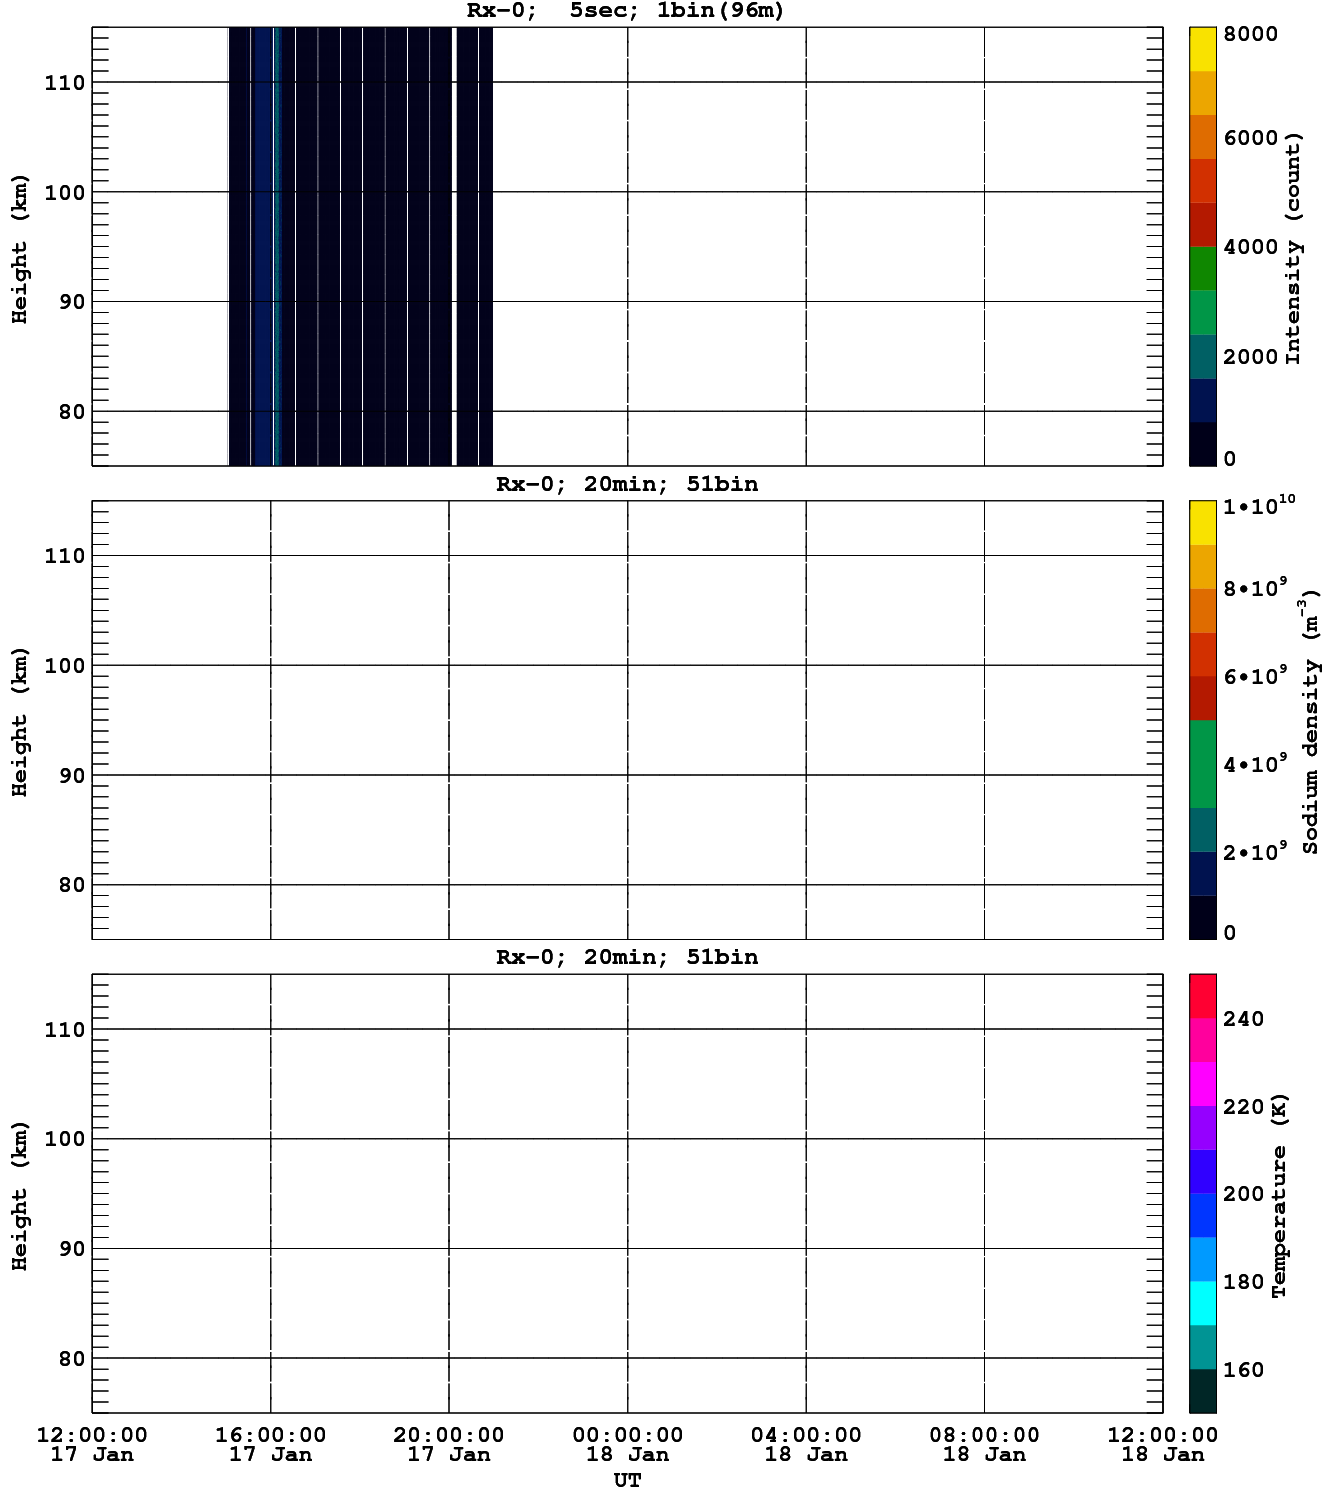 Rx-0;  5sec; 1bin(96m)
Height (km)
110
100
90
80
8000
6000
4000
2000
0
Intensity (count)
Rx-0; 20min; 51bin
Height (km)
110
100
90
80
1•10¹⁰
8•10⁹
6•10⁹
4•10⁹
2•10⁹
0
Sodium density (m⁻³)
Rx-0; 20min; 51bin
Height (km)
110
100
90
80
240
220
200
180
160
Temperature (K)
12:00:00 16:00:00 20:00:00 00:00:00 04:00:00 08:00:00 12:00:00
17 Jan 17 Jan 17 Jan 18 Jan 18 Jan 18 Jan 18 Jan
UT